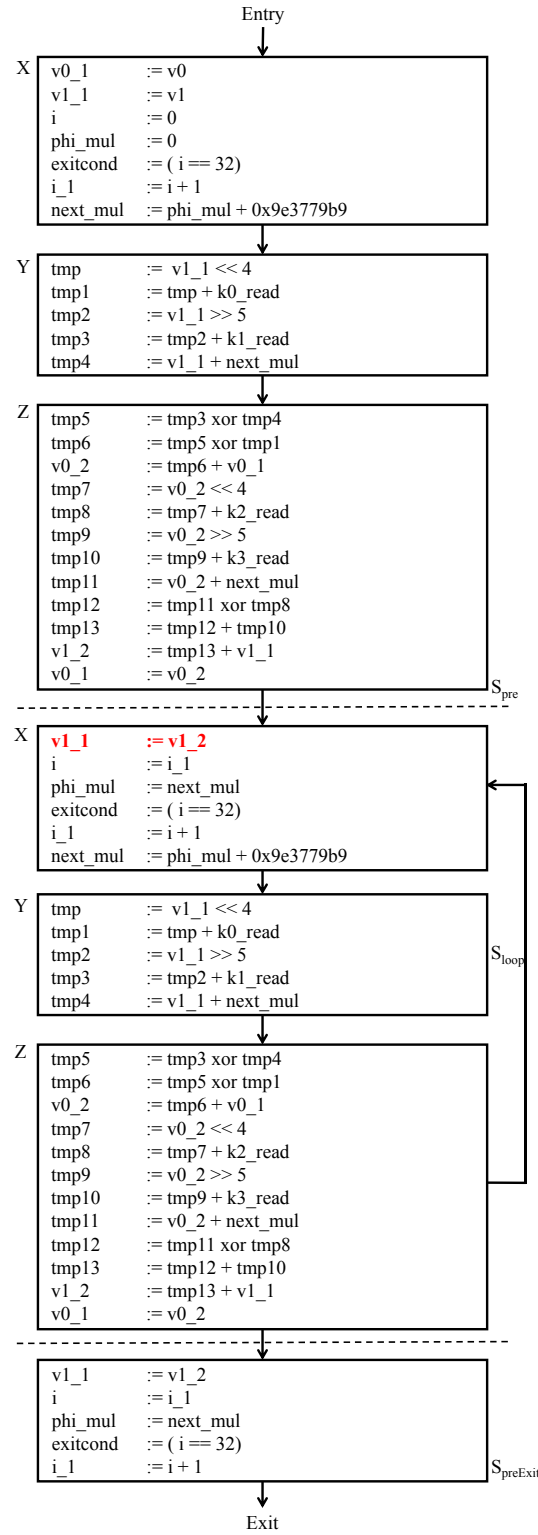 Entry
X
v0_1 := v0
v1_1 := v1
i := 0
phi_mul := 0
exitcond := ( i == 32)
i_1 := i + 1
next_mul := phi_mul + 0x9e3779b9
Y
tmp := v1_1 << 4
tmp1 := tmp + k0_read
tmp2 := v1_1 >> 5
tmp3 := tmp2 + k1_read
tmp4 := v1_1 + next_mul
Z
tmp5 := tmp3 xor tmp4
tmp6 := tmp5 xor tmp1
v0_2 := tmp6 + v0_1
tmp7 := v0_2 << 4
tmp8 := tmp7 + k2_read
tmp9 := v0_2 >> 5
tmp10 := tmp9 + k3_read
tmp11 := v0_2 + next_mul
tmp12 := tmp11 xor tmp8
tmp13 := tmp12 + tmp10
v1_2 := tmp13 + v1_1
v0_1 := v0_2
Spre
X
v1_1 := v1_2
i := i_1
phi_mul := next_mul
exitcond := ( i == 32)
i_1 := i + 1
next_mul := phi_mul + 0x9e3779b9
Y
tmp := v1_1 << 4
tmp1 := tmp + k0_read
tmp2 := v1_1 >> 5
tmp3 := tmp2 + k1_read
tmp4 := v1_1 + next_mul
Sloop
Z
tmp5 := tmp3 xor tmp4
tmp6 := tmp5 xor tmp1
v0_2 := tmp6 + v0_1
tmp7 := v0_2 << 4
tmp8 := tmp7 + k2_read
tmp9 := v0_2 >> 5
tmp10 := tmp9 + k3_read
tmp11 := v0_2 + next_mul
tmp12 := tmp11 xor tmp8
tmp13 := tmp12 + tmp10
v1_2 := tmp13 + v1_1
v0_1 := v0_2
v1_1 := v1_2
i := i_1
phi_mul := next_mul
exitcond := ( i == 32)
i_1 := i + 1
SpreExit
Exit